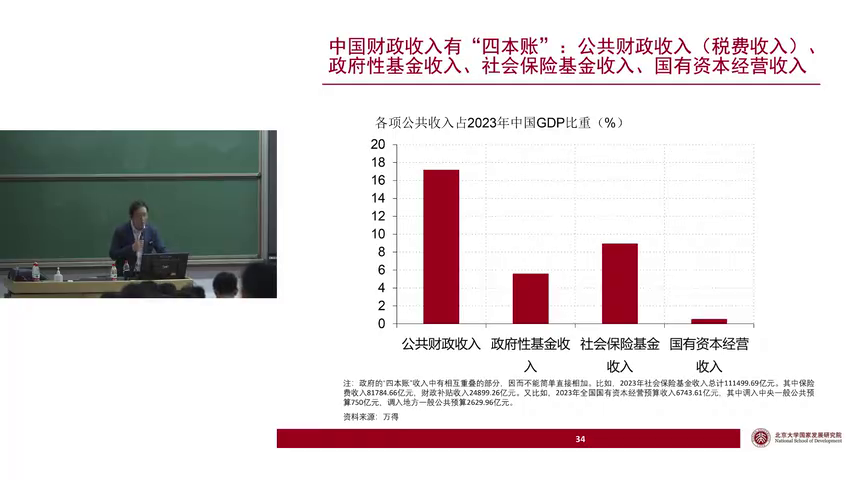 中国财政收入有“四本账”：公共财政收入（税费收入）、
政府性基金收入、社会保险基金收入、国有资本经营收入
各项公共收入占2023年中国GDP比重（%）
20
18
16
14
12
10
8
6
4
2
0
公共财政收入 政府性基金收 社会保险基金 国有资本经营
入 收入 收入
注：政府的“四本账”收入中有相互重叠的部分，因而不能简单直接相加。比如，2023年社会保险基金收入总计111499.69亿元。其中保险
费收入81784.66亿元，财政补贴收入24899.26亿元。又比如，2023年全国国有资本经营预算收入6743.61亿元，其中调入中央一般公共预
算750亿元，调入地方一般公共预算2629.96亿元。
资料来源：万得
34
北京大学国家发展研究院
National School of Development